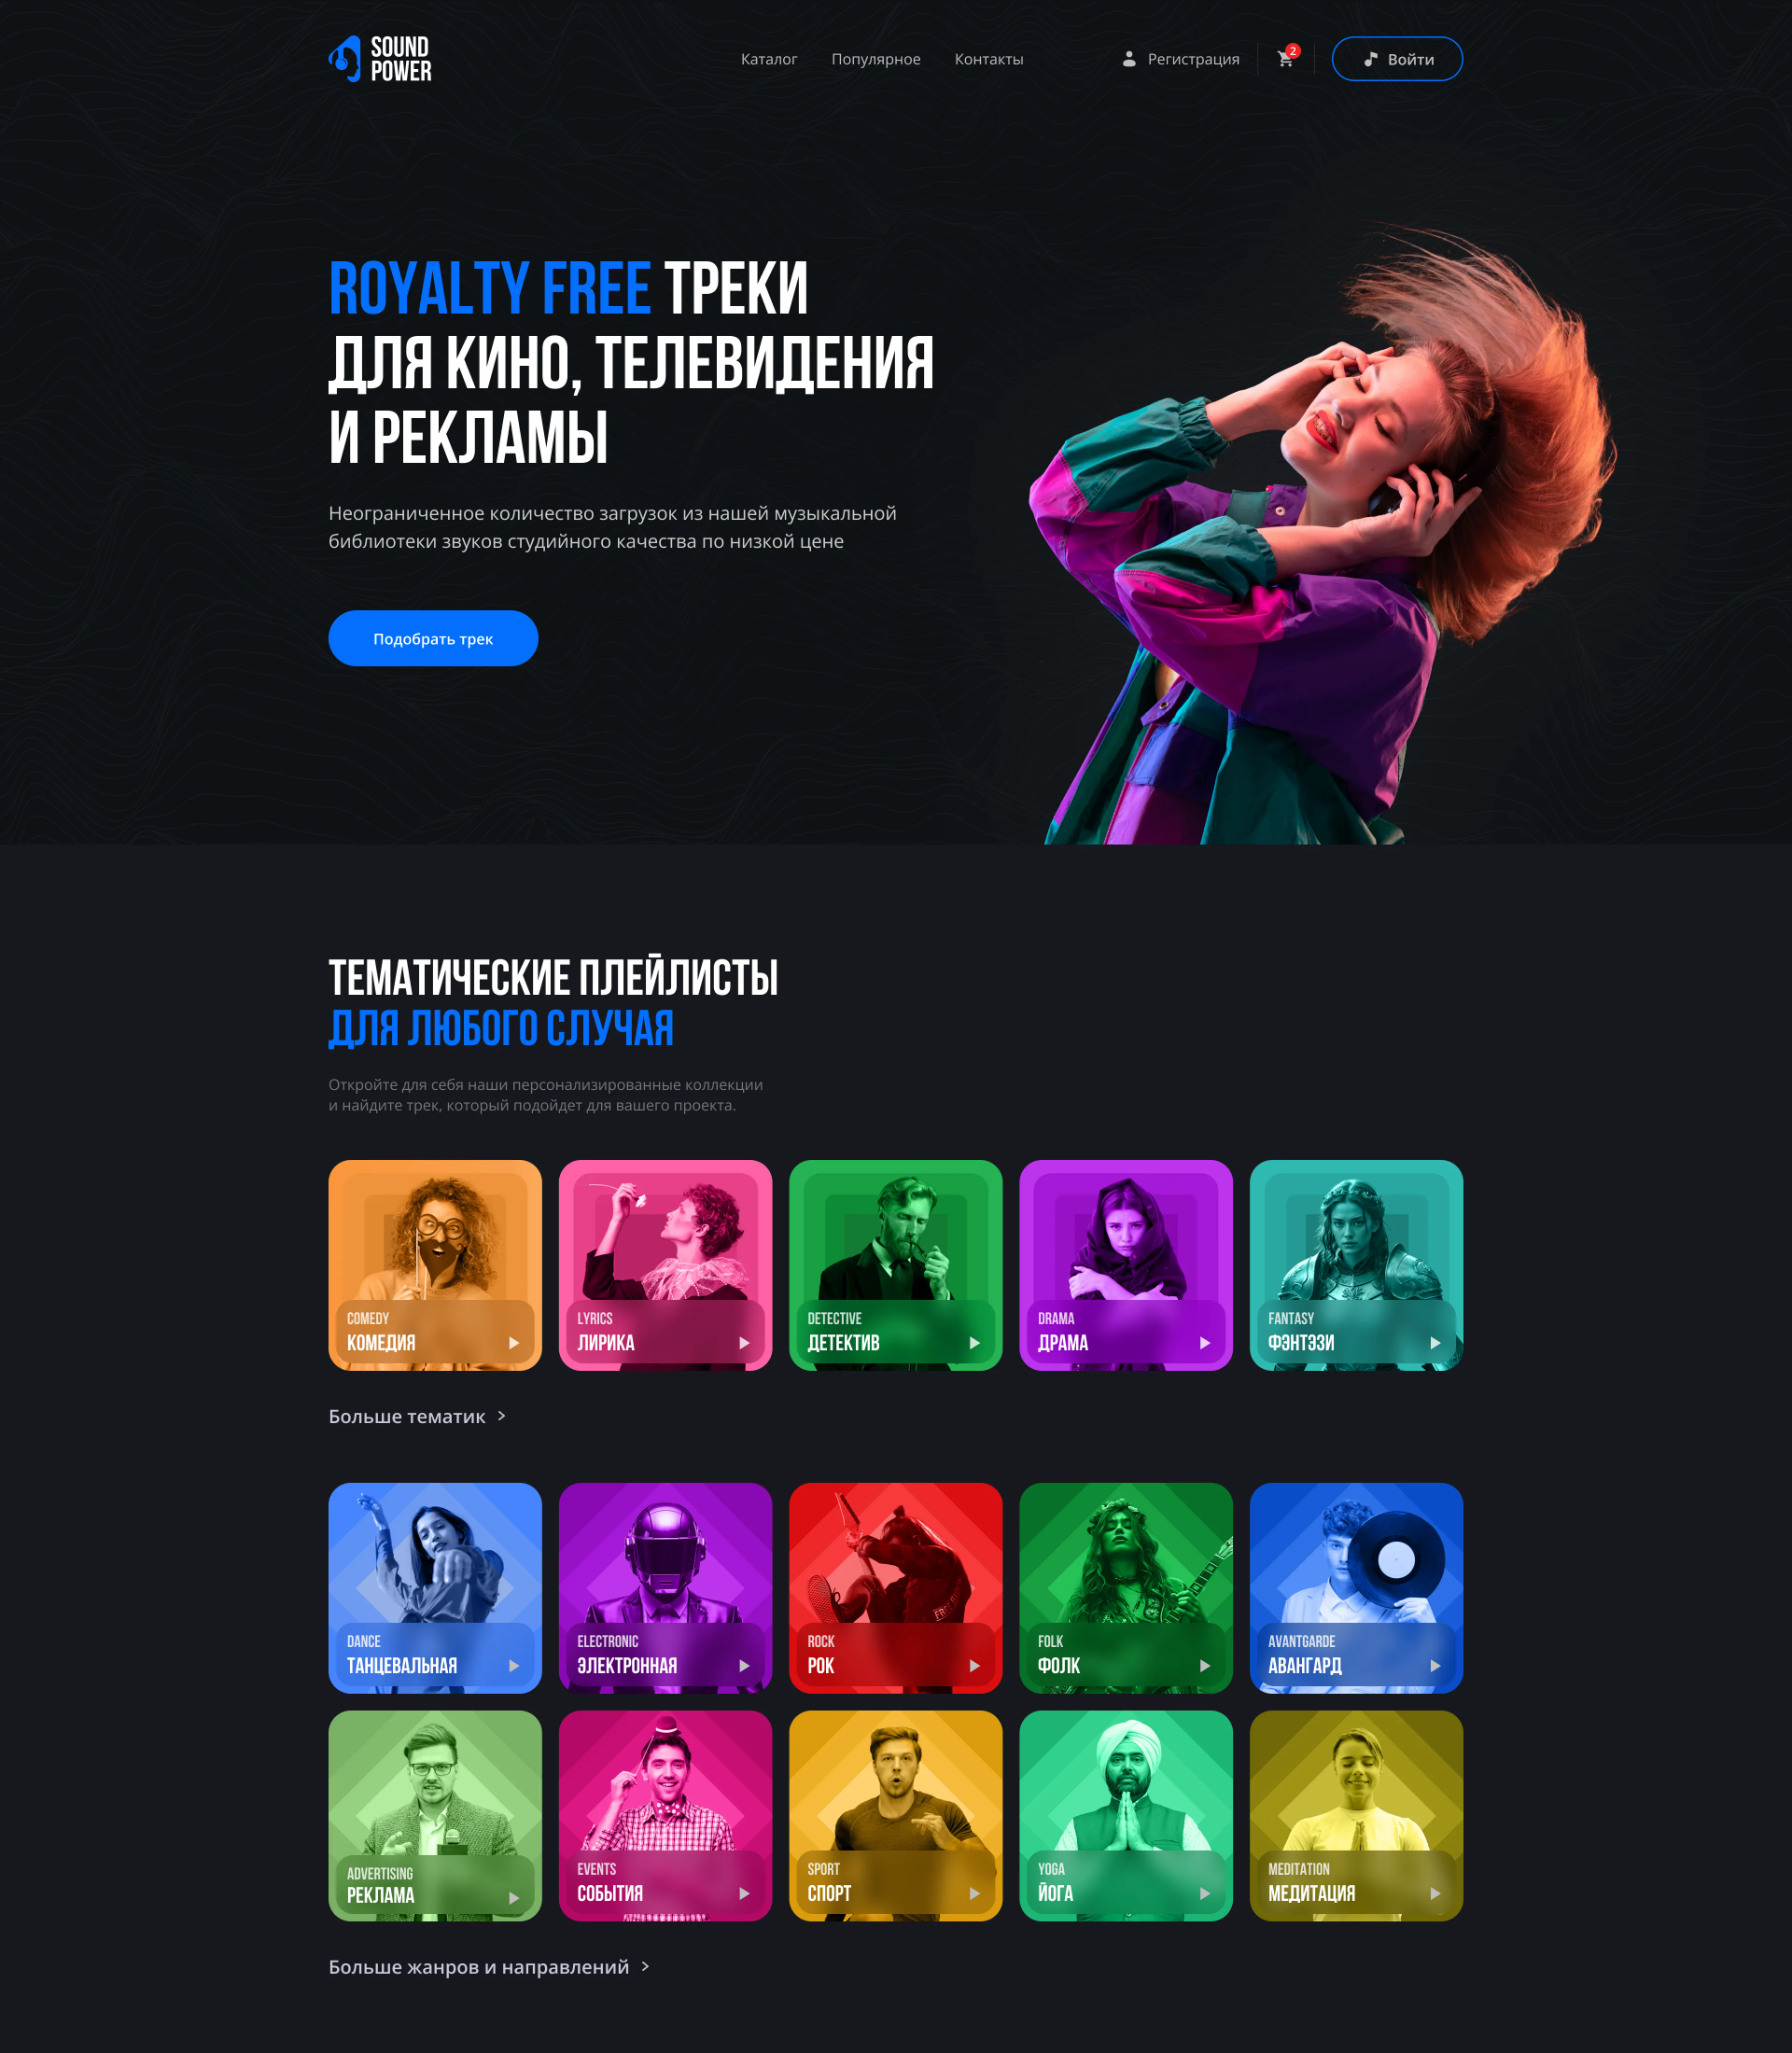 SOUND
POWER
Каталог
Популярное
Контакты
Регистрация
2
Войти
ROYALTY FREE ТРЕКИ
ДЛЯ КИНО, ТЕЛЕВИДЕНИЯ
И РЕКЛАМЫ
Неограниченное количество загрузок из нашей музыкальной
библиотеки звуков студийного качества по низкой цене
Подобрать трек
ТЕМАТИЧЕСКИЕ ПЛЕЙЛИСТЫ
ДЛЯ ЛЮБОГО СЛУЧАЯ
Откройте для себя наши персонализированные коллекции
и найдите трек, который подойдет для вашего проекта.
COMEDY
КОМЕДИЯ
LYRICS
ЛИРИКА
DETECTIVE
ДЕТЕКТИВ
DRAMA
ДРАМА
FANTASY
ФЭНТЭЗИ
Больше тематик >
DANCE
ТАНЦЕВАЛЬНАЯ
ELECTRONIC
ЭЛЕКТРОННАЯ
ROCK
РОК
FOLK
ФОЛК
AVANTGARDE
АВАНГАРД
ADVERTISING
РЕКЛАМА
EVENTS
СОБЫТИЯ
SPORT
СПОРТ
YOGA
ЙОГА
MEDITATION
МЕДИТАЦИЯ
Больше жанров и направлений >